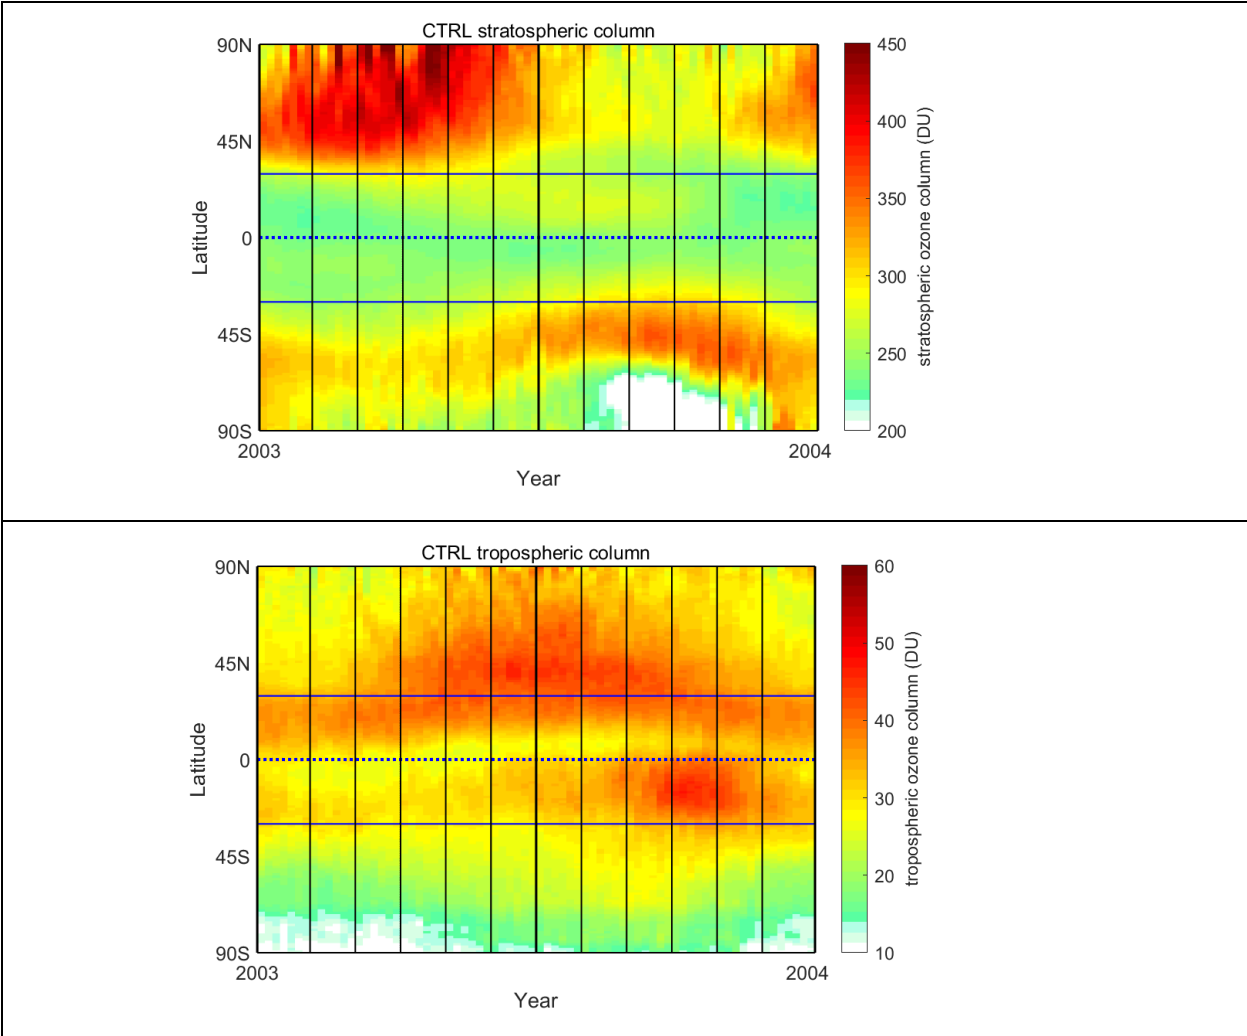 CTRL stratospheric column
90N
45N
0
45S
90S
Latitude
2003
2004
Year
450
400
350
300
250
200
stratospheric ozone column (DU)
CTRL tropospheric column
90N
45N
0
45S
90S
Latitude
2003
2004
Year
60
50
40
30
20
10
tropospheric ozone column (DU)